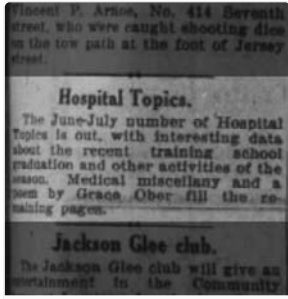 Vincent P. Arnoe, No. 414 Seventh
street, who were caught shooting dice
on the tow path at the foot of Jersey
street.
Hospital Topics.
The June-July number of Hospital
Topics is out, with interesting data
about the recent training school
graduation and other activities of the
season. Medical miscellany and a
poem by Grace Ober fill the re-
maining pages.
Jackson Glee club.
The Jackson Glee club will give an
entertainment in the Community